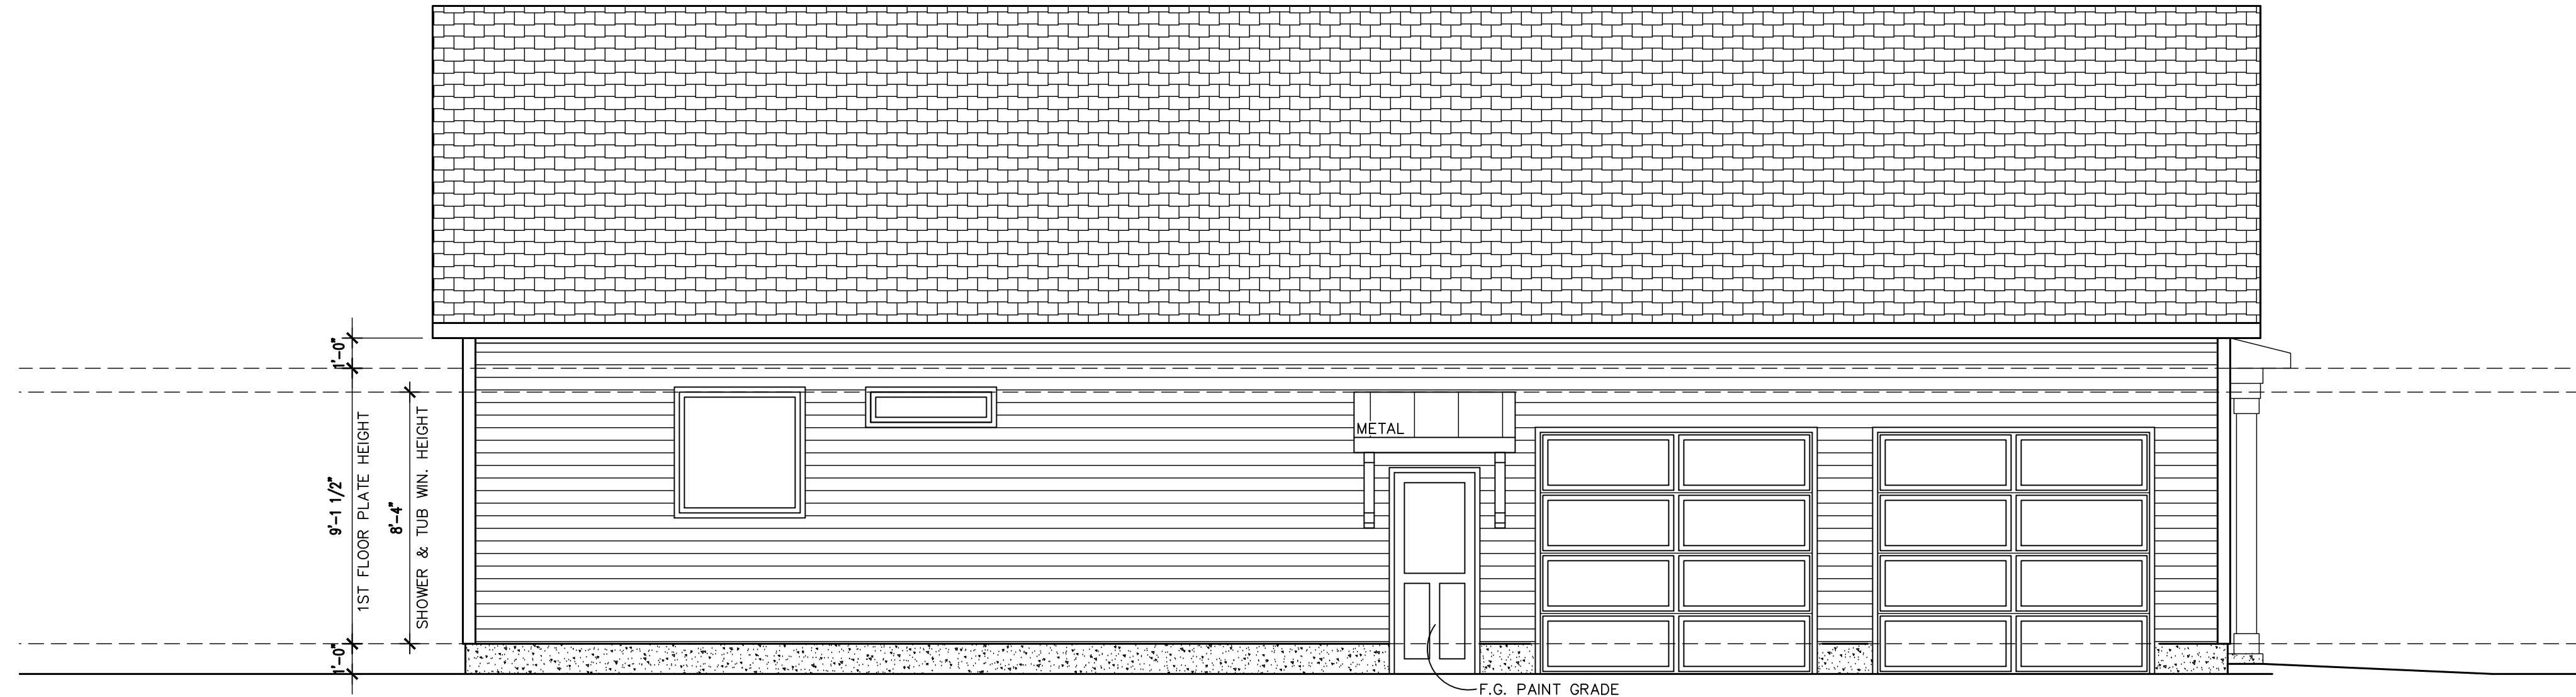 1'-0"
9'-1 1/2"
1ST FLOOR PLATE HEIGHT
8'-4"
SHOWER & TUB WIN. HEIGHT
1'-0"
METAL
F.G. PAINT GRADE